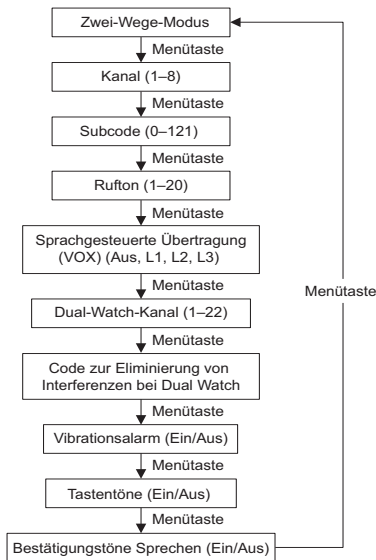 Zwei-Wege-Modus
Menütaste
Kanal (1–8)
Menütaste
Subcode (0–121)
Menütaste
Rufton (1–20)
Menütaste
Sprachgesteuerte Übertragung
(VOX) (Aus, L1, L2, L3)
Menütaste
Dual-Watch-Kanal (1–22)
Menütaste
Code zur Eliminierung von
Interferenzen bei Dual Watch
Menütaste
Vibrationsalarm (Ein/Aus)
Menütaste
Tastentöne (Ein/Aus)
Menütaste
Bestätigungstöne Sprechen (Ein/Aus)
Menütaste